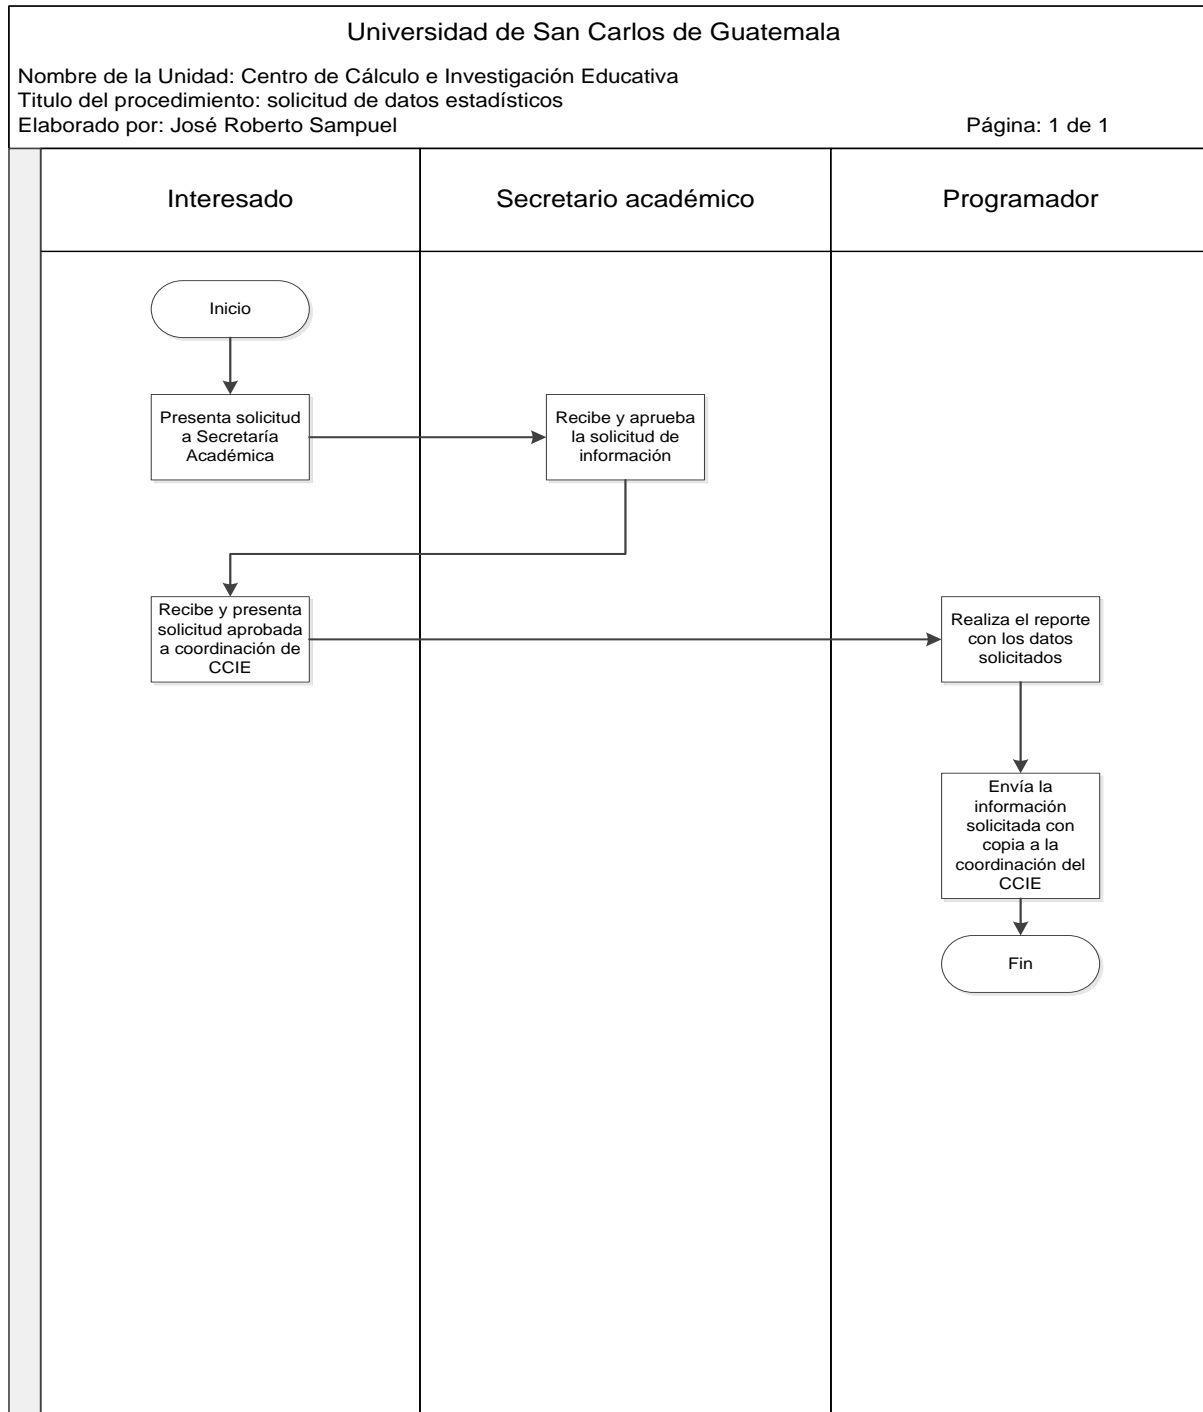 Universidad de San Carlos de Guatemala
Nombre de la Unidad: Centro de Cálculo e Investigación Educativa
Titulo del procedimiento: solicitud de datos estadísticos
Elaborado por: José Roberto Sampuel
Página: 1 de 1
Interesado
Secretario académico
Programador
Inicio
Presenta solicitud
a Secretaría
Académica
Recibe y aprueba
la solicitud de
información
Recibe y presenta
solicitud aprobada
a coordinación de
CCIE
Realiza el reporte
con los datos
solicitados
Envía la
información
solicitada con
copia a la
coordinación del
CCIE
Fin